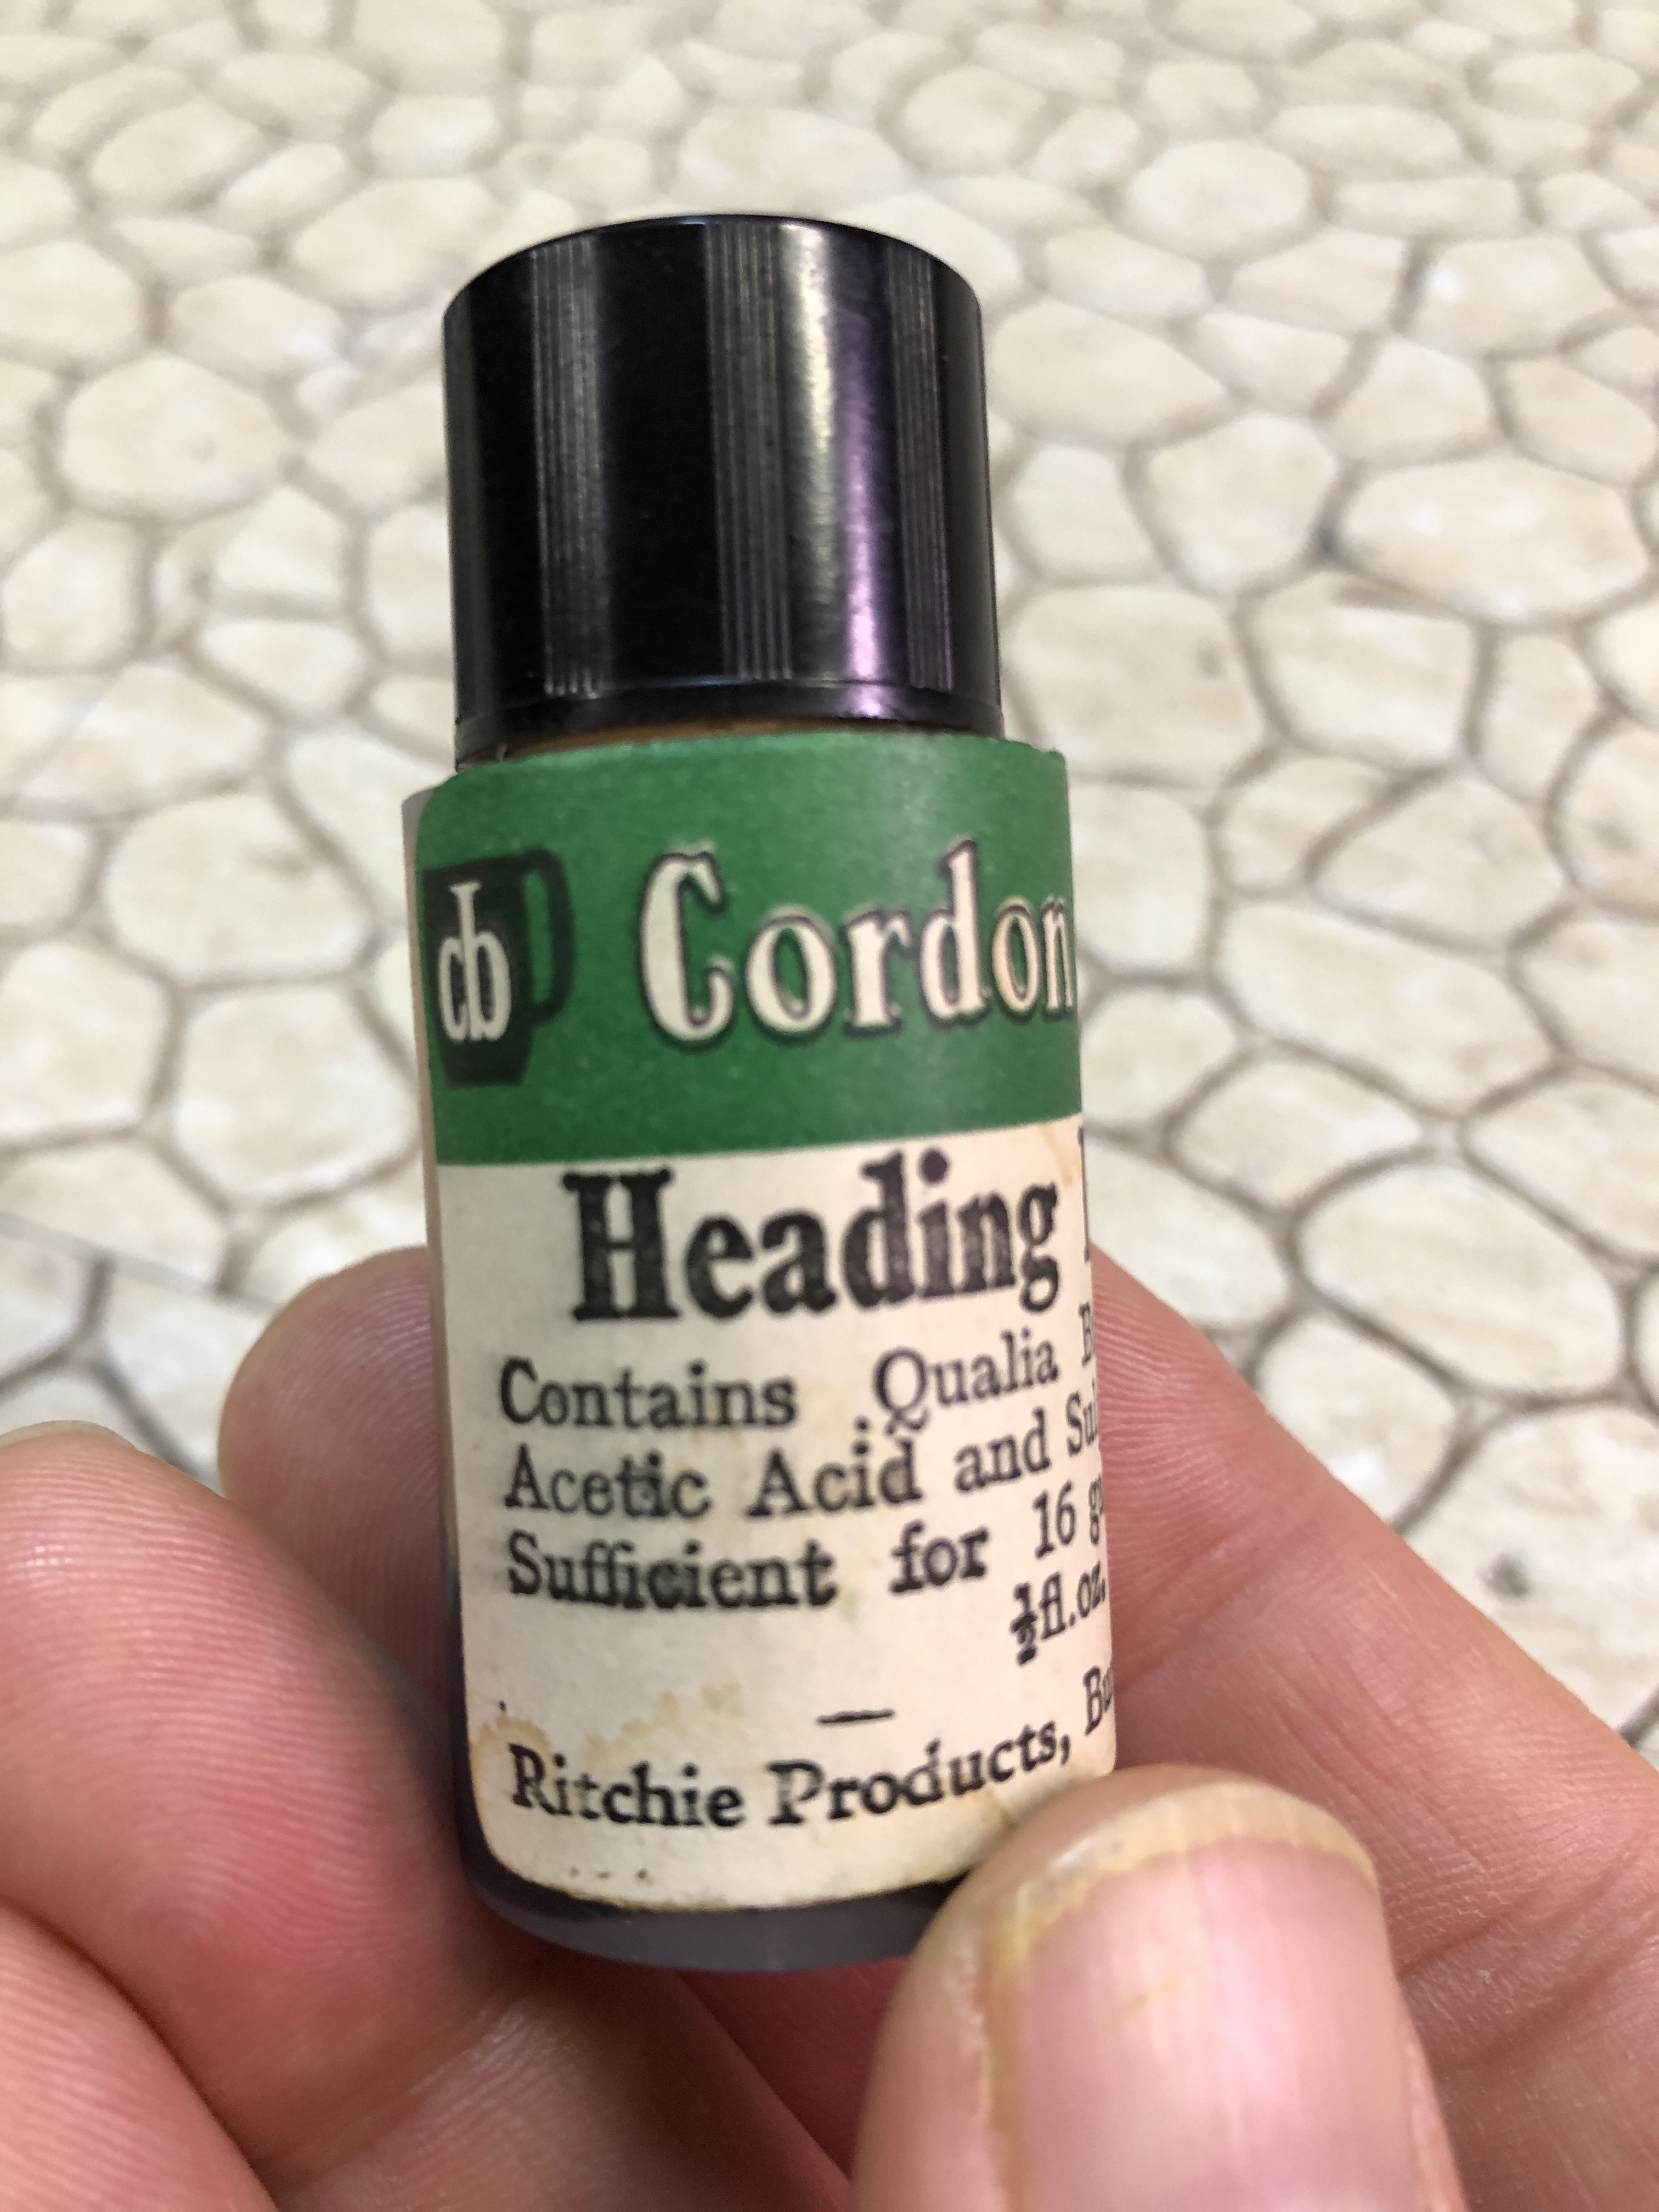 cb Cordon
Heading
Contains Qualia
Acetic Acid and
Sufficient for 16
½fl.oz.
Ritchie Products,